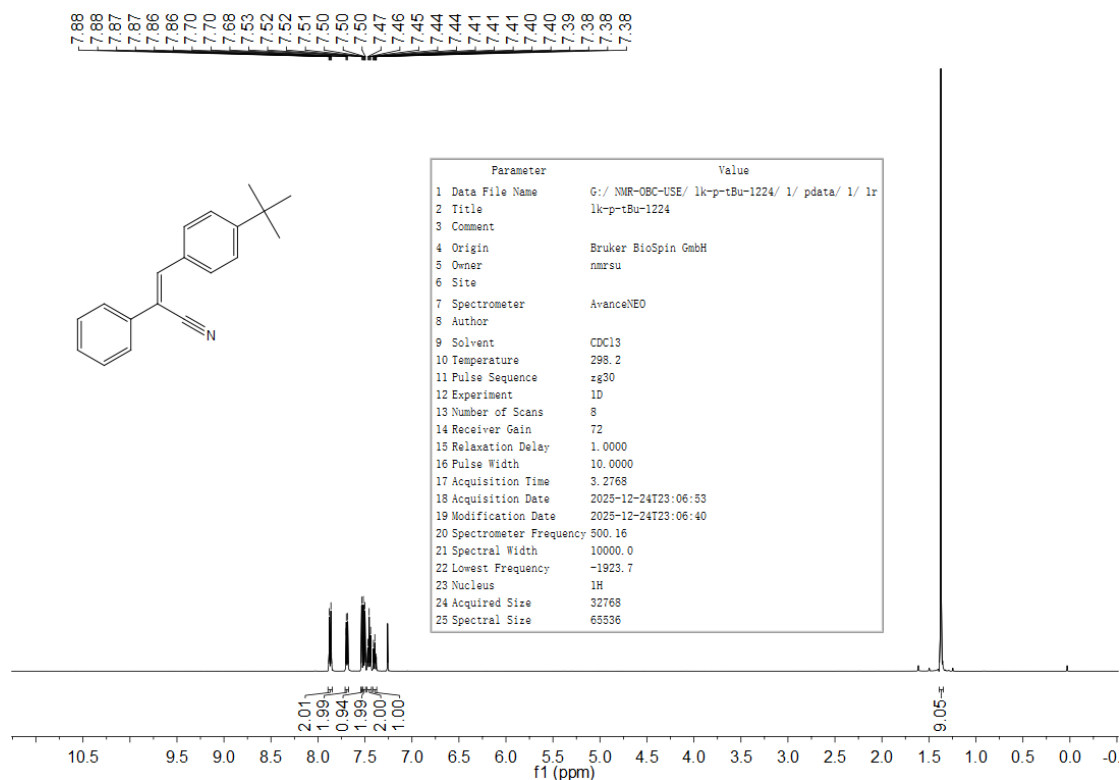 7.88
7.88
7.87
7.87
7.86
7.86
7.70
7.70
7.68
7.53
7.52
7.52
7.51
7.50
7.50
7.50
7.47
7.46
7.45
7.44
7.44
7.41
7.41
7.41
7.40
7.40
7.39
7.38
7.38
7.38
N
Parameter Value
1 Data File Name G:/ NMR-OBC-USE/ lk-p-tBu-1224/ 1/ pdata/ 1/ 1r
2 Title lk-p-tBu-1224
3 Comment
4 Origin Bruker BioSpin GmbH
5 Owner nmrsu
6 Site
7 Spectrometer AvanceNEO
8 Author
9 Solvent CDCl3
10 Temperature 298.2
11 Pulse Sequence zg30
12 Experiment 1D
13 Number of Scans 8
14 Receiver Gain 72
15 Relaxation Delay 1.0000
16 Pulse Width 10.0000
17 Acquisition Time 3.2768
18 Acquisition Date 2025-12-24T23:06:53
19 Modification Date 2025-12-24T23:06:40
20 Spectrometer Frequency 500.16
21 Spectral Width 10000.0
22 Lowest Frequency -1923.7
23 Nucleus 1H
24 Acquired Size 32768
25 Spectral Size 65536
2.01
1.99
0.94
1.99
2.00
1.00
9.05
10.5 9.5 9.0 8.5 8.0 7.5 7.0 6.5 6.0 5.5 5.0 4.5 4.0 3.5 3.0 2.5 2.0 1.5 1.0 0.5 0.0 -0
f1 (ppm)